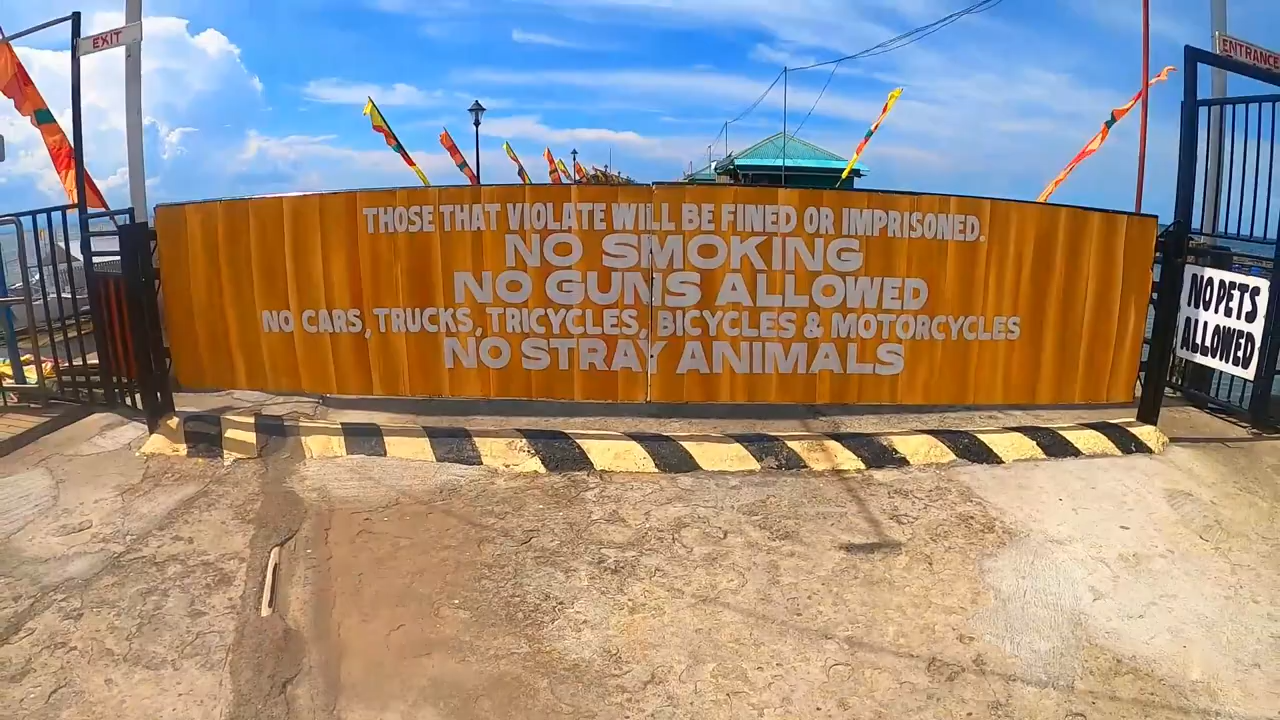 EXIT
ENTRANCE
THOSE THAT VIOLATE WILL BE FINED OR IMPRISONED.
NO SMOKING
NO GUNS ALLOWED
NO CARS, TRUCKS, TRICYCLES, BICYCLES & MOTORCYCLES
NO STRAY ANIMALS
NO PETS
ALLOWED